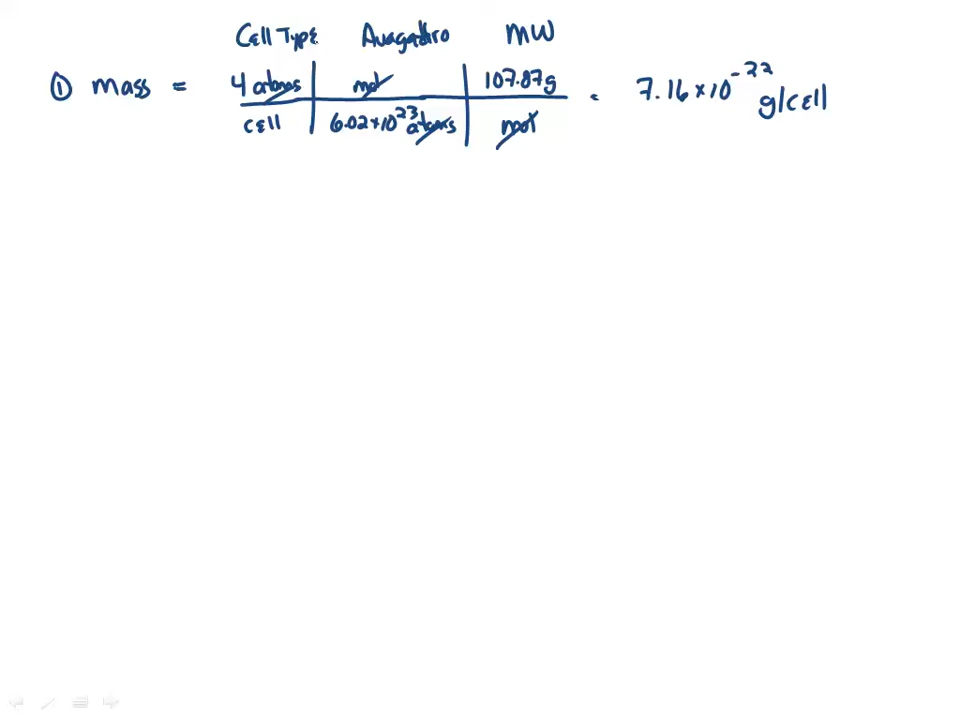 Cell Type Avagadro MW
① mass = 4 atoms mol 107.87g = 7.16×10⁻²² g/cell
cell 6.02×10²³ atoms mol